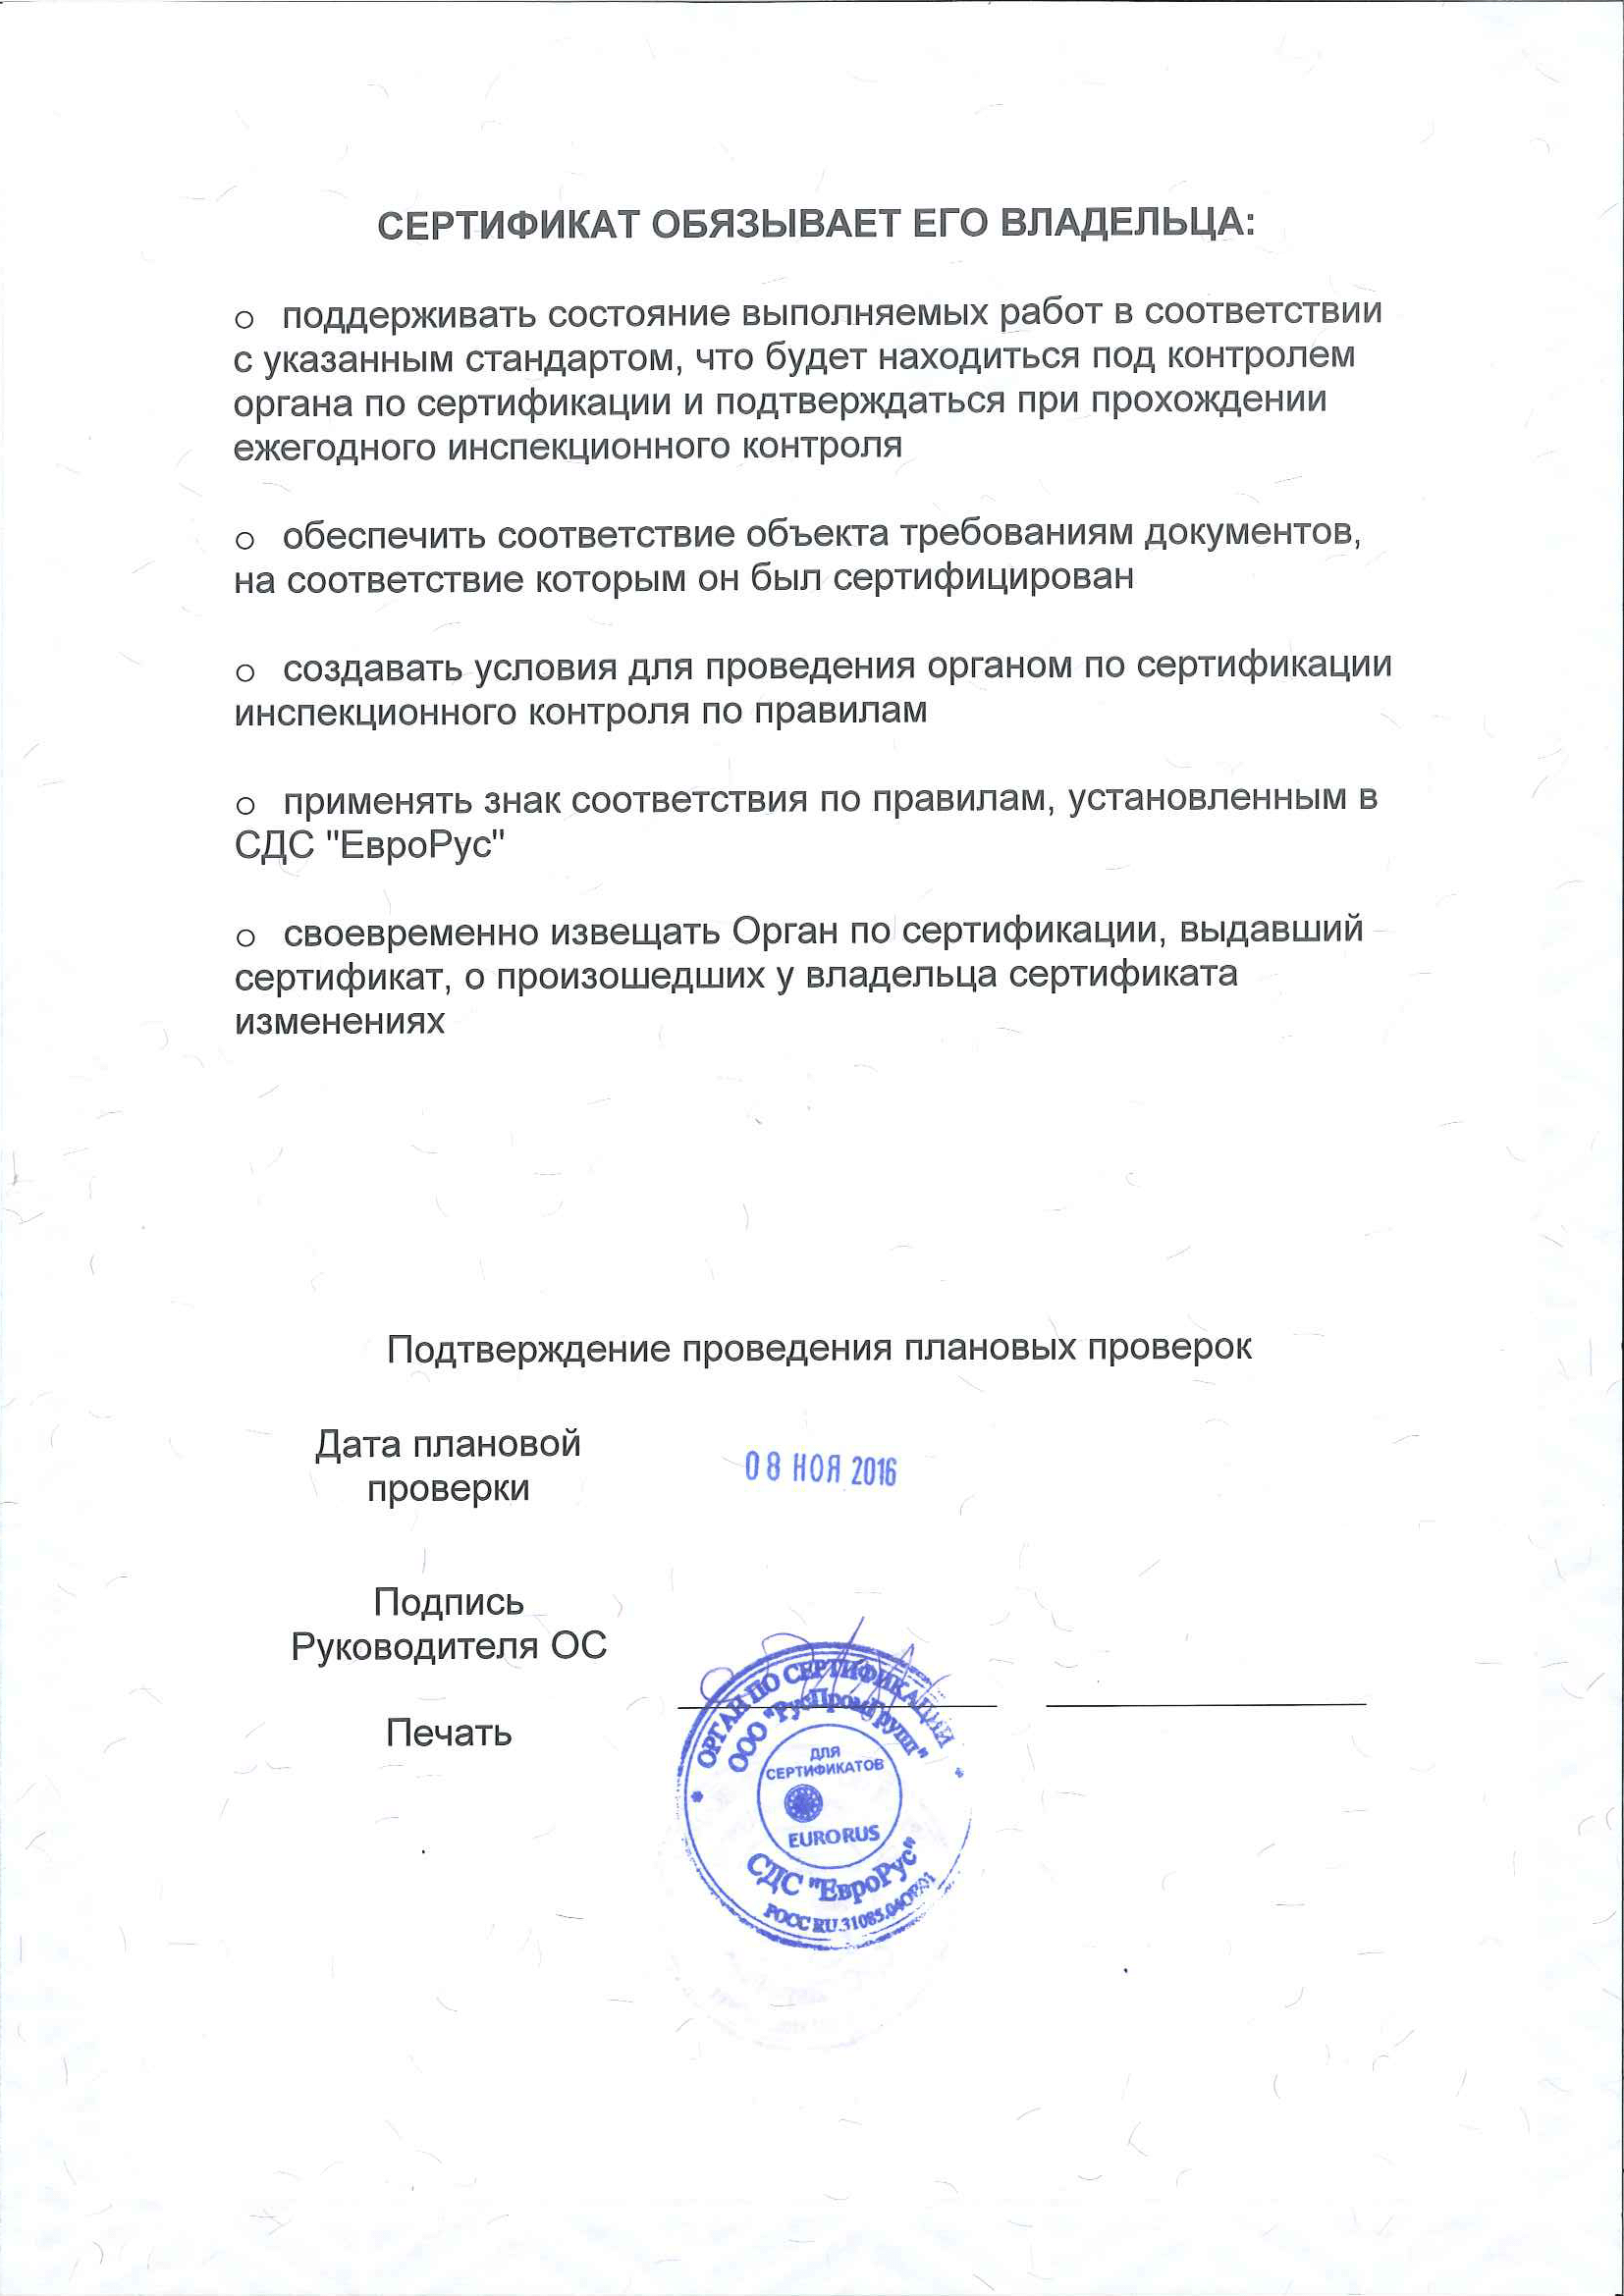 СЕРТИФИКАТ ОБЯЗЫВАЕТ ЕГО ВЛАДЕЛЬЦА:
o поддерживать состояние выполняемых работ в соответствии
с указанным стандартом, что будет находиться под контролем
органа по сертификации и подтверждаться при прохождении
ежегодного инспекционного контроля
o обеспечить соответствие объекта требованиям документов,
на соответствие которым он был сертифицирован
o создавать условия для проведения органом по сертификации
инспекционного контроля по правилам
o применять знак соответствия по правилам, установленным в
СДС "ЕвроРус"
o своевременно извещать Орган по сертификации, выдавший
сертификат, о произошедших у владельца сертификата
изменениях
Подтверждение проведения плановых проверок
Дата плановой
проверки
08 НОЯ 2016
Подпись
Руководителя ОС
Печать
ОРГАН ПО СЕРТИФИКАЦИИ
ООО "РусПромГрупп"
ДЛЯ
СЕРТИФИКАТОВ
EURORUS
СДС "ЕвроРус"
РОСС RU.31085.04